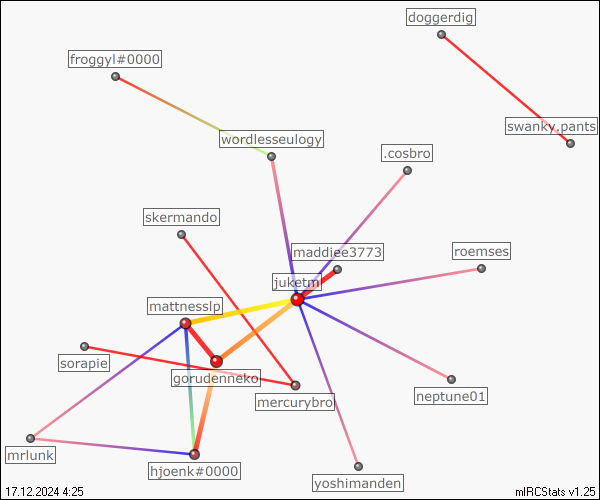 doggerdig
froggyl#0000
swanky.pants
wordlesseulogy
.cosbro
skermando
maddiee3773
roemses
juketm
mattnesslp
sorapie
gorudenneko
neptune01
mercurybro
mrlunk
hjoenk#0000
yoshimanden
17.12.2024 4:25
mIRCStats v1.25